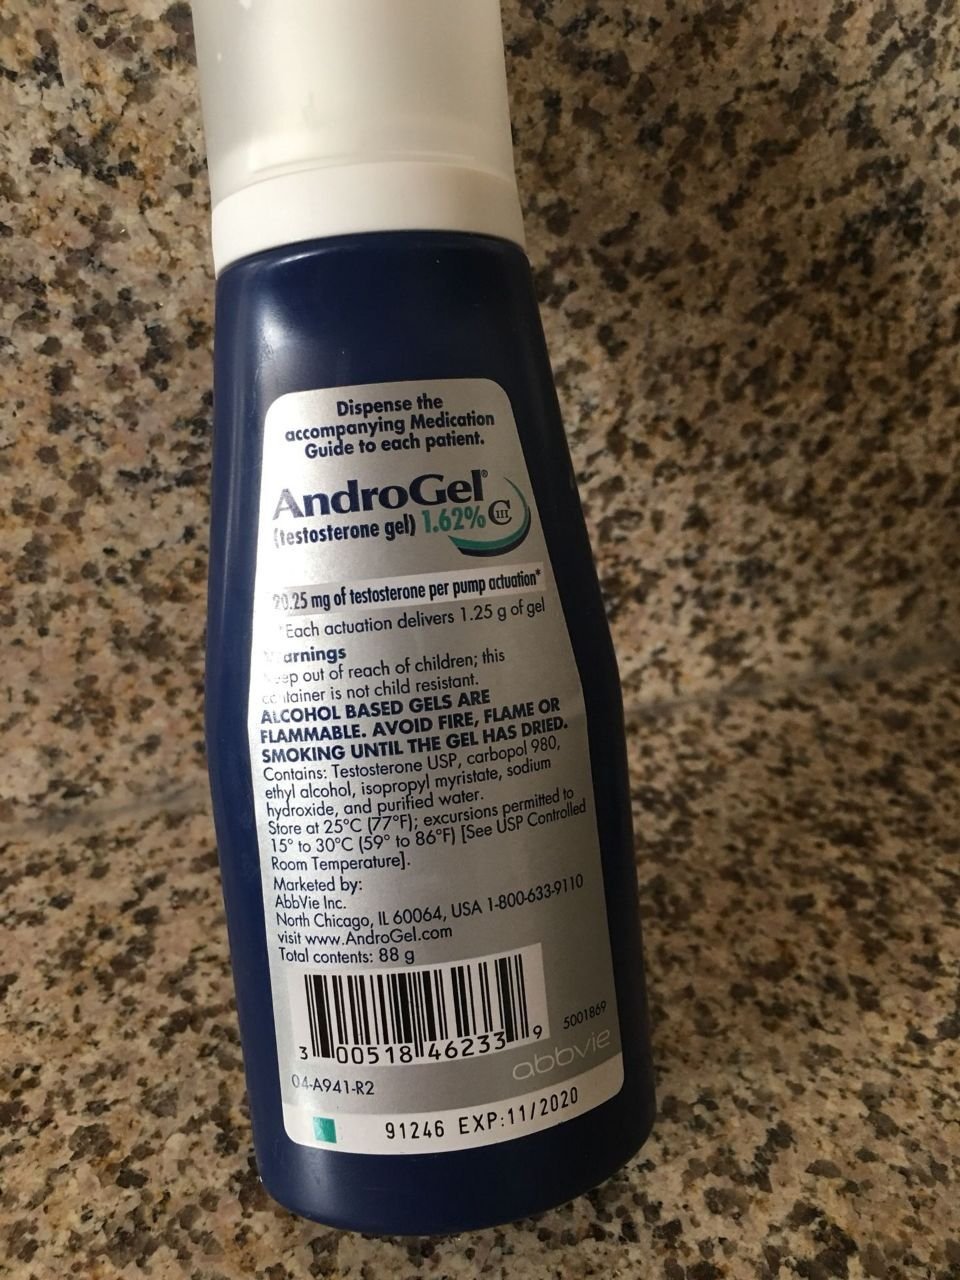 Dispense the
accompanying Medication
Guide to each patient.
AndroGel®
(testosterone gel) 1.62% CIII
20.25 mg of testosterone per pump actuation*
*Each actuation delivers 1.25 g of gel
Warnings
Keep out of reach of children; this
container is not child resistant.
ALCOHOL BASED GELS ARE
FLAMMABLE. AVOID FIRE, FLAME OR
SMOKING UNTIL THE GEL HAS DRIED.
Contains: Testosterone USP, carbopol 980,
ethyl alcohol, isopropyl myristate, sodium
hydroxide, and purified water.
Store at 25°C (77°F); excursions permitted to
15° to 30°C (59° to 86°F) [See USP Controlled
Room Temperature].
Marketed by:
AbbVie Inc.
North Chicago, IL 60064, USA 1-800-633-9110
visit www.AndroGel.com
Total contents: 88 g
3 00518 46233 9
5001869
abbvie
04-A941-R2
91246 EXP:11/2020